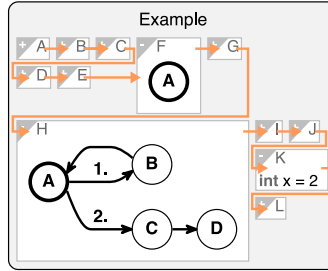 Example
+ A + B + C - F + G
+ D + E A
- H + I + J
A 1. B - K
int x = 2
2. C D + L